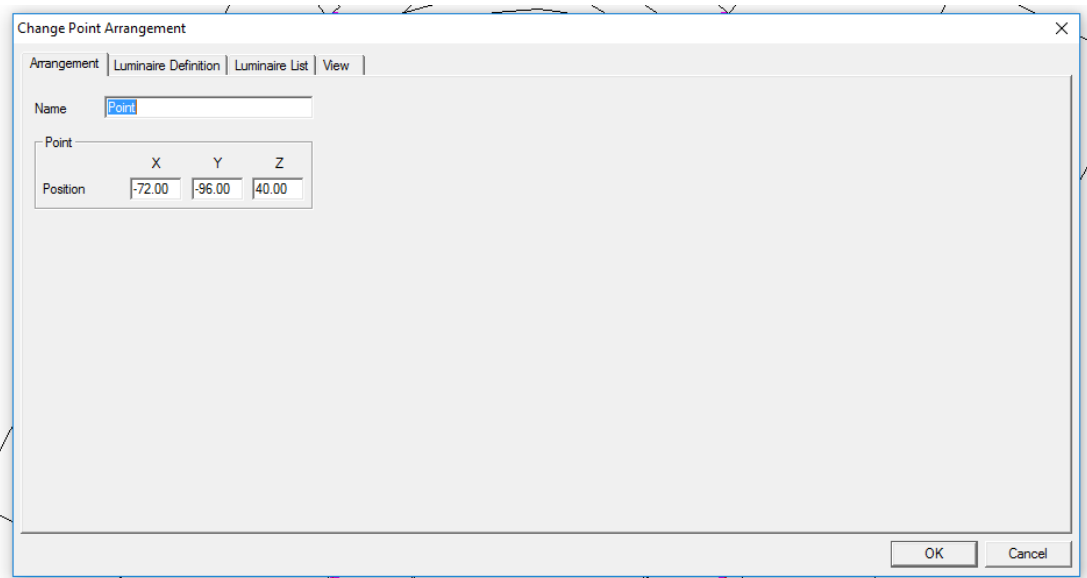 Change Point Arrangement
Arrangement Luminaire Definition Luminaire List View
Name Point
Point
X Y Z
Position -72.00 -96.00 40.00
OK Cancel